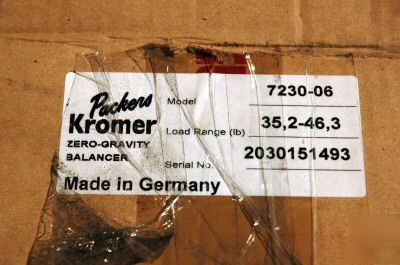 Packers
Kromer
ZERO-GRAVITY
BALANCER
Model 7230-06
Load Range (lb) 35,2-46,3
Serial No. 2030151493
Made in Germany